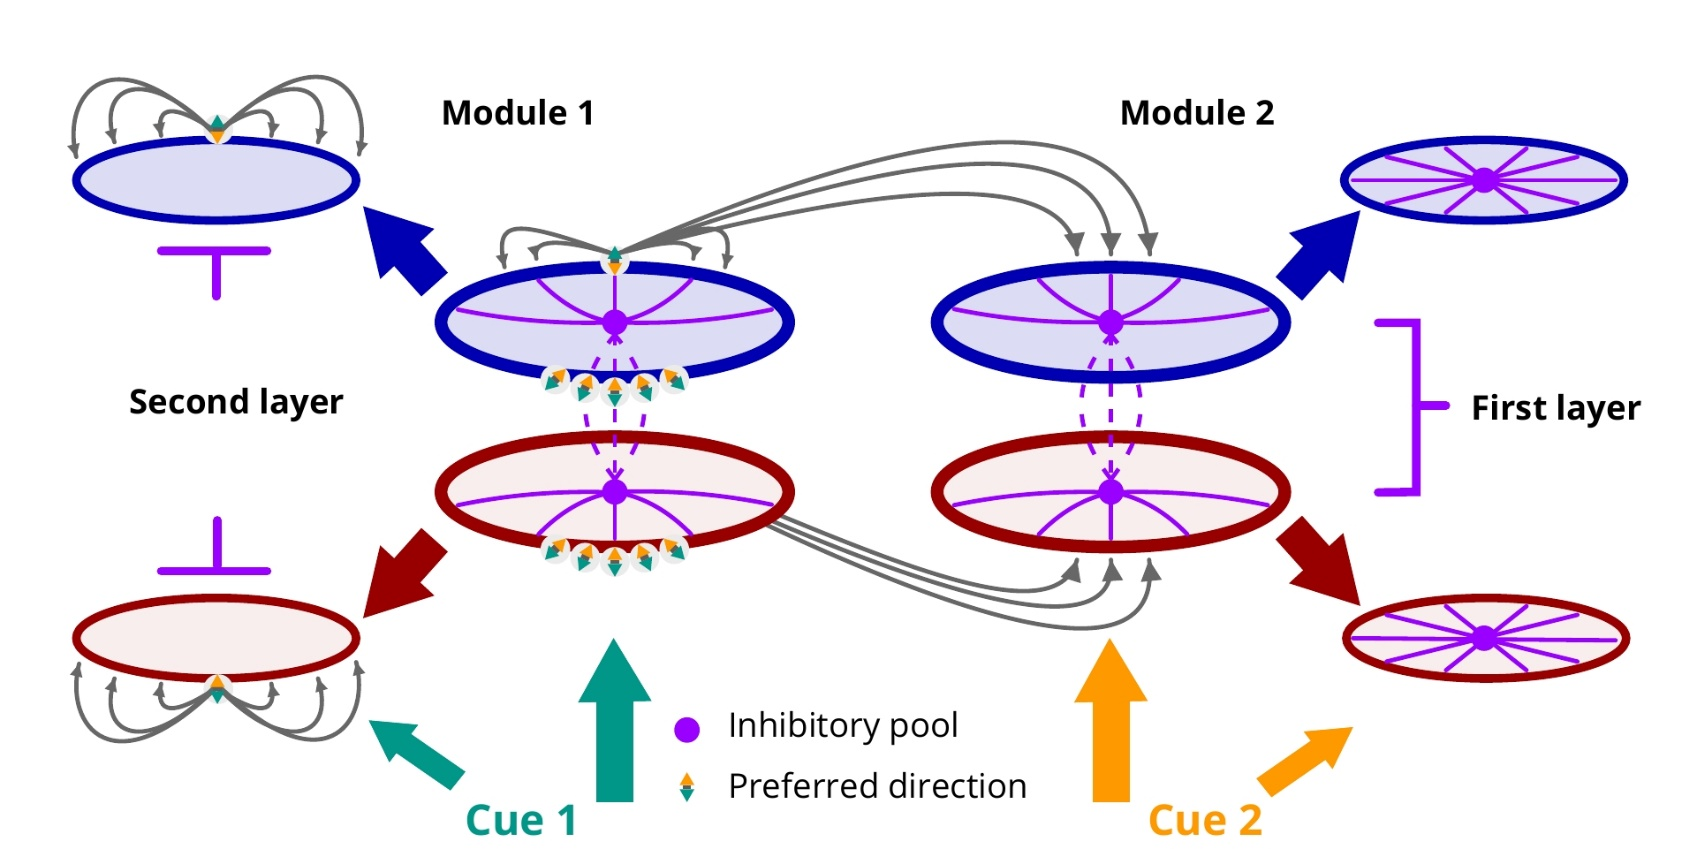 Module 1
Module 2
Second layer
First layer
Inhibitory pool
Preferred direction
Cue 1
Cue 2